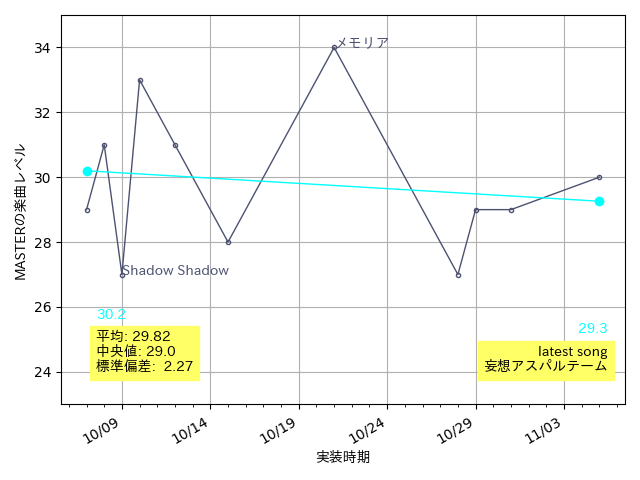 34
32
30
28
26
24
MASTERの楽曲レベル
メモリア
Shadow Shadow
30.2
平均: 29.82
中央値: 29.0
標準偏差: 2.27
29.3
latest song
妄想アスパルテーム
10/09
10/14
10/19
10/24
10/29
11/03
実装時期